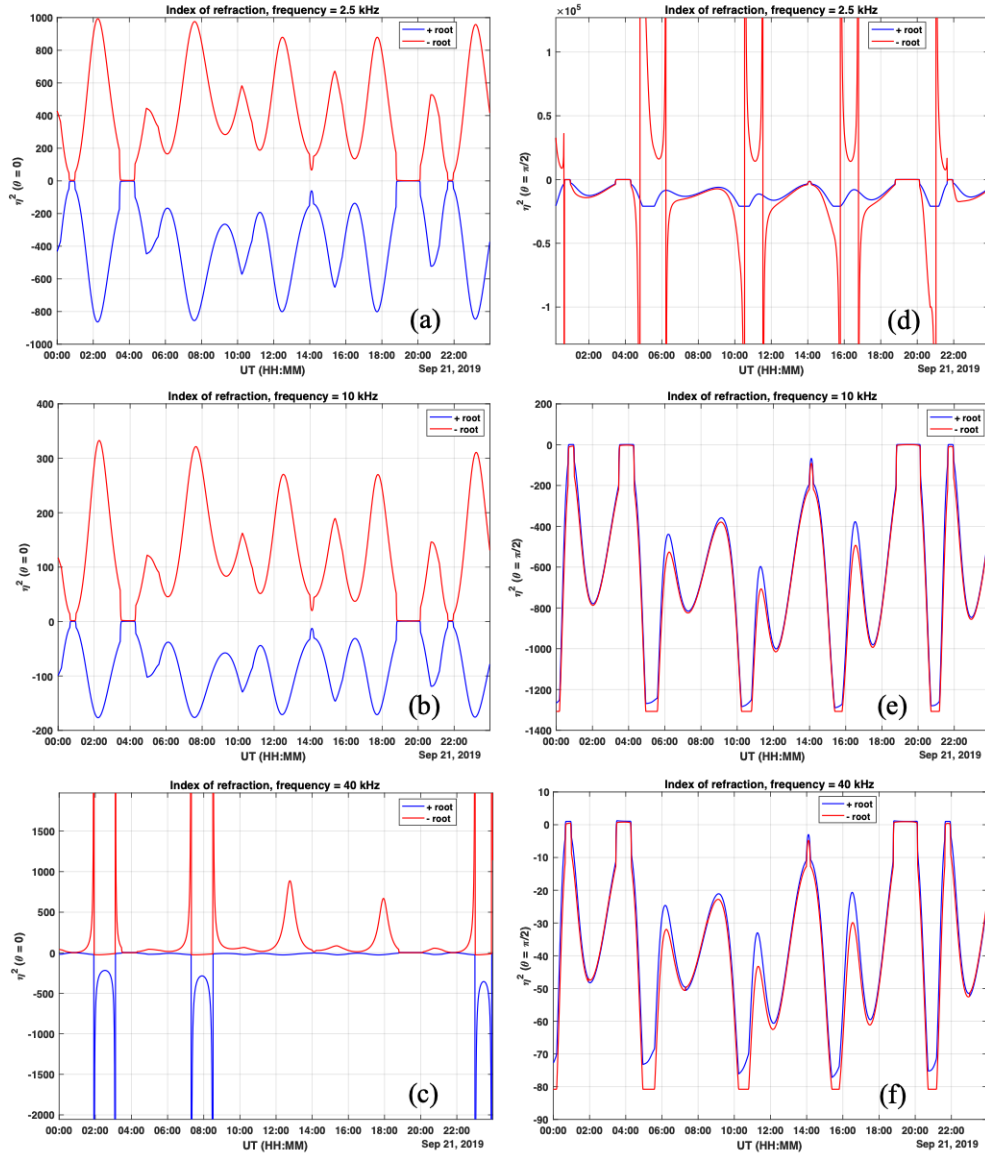 Index of refraction, frequency = 2.5 kHz
+ root
- root
1000
800
600
400
200
0
-200
-400
-600
-800
-1000
η² (θ = 0)
(a)
00:00 02:00 04:00 06:00 08:00 10:00 12:00 14:00 16:00 18:00 20:00 22:00
UT (HH:MM)
Sep 21, 2019
Index of refraction, frequency = 2.5 kHz
×10⁵
+ root
- root
1
0.5
0
-0.5
-1
η² (θ = π/2)
(d)
02:00 04:00 06:00 08:00 10:00 12:00 14:00 16:00 18:00 20:00 22:00
UT (HH:MM)
Sep 21, 2019
Index of refraction, frequency = 10 kHz
+ root
- root
400
300
200
100
0
-100
-200
η² (θ = 0)
(b)
00:00 02:00 04:00 06:00 08:00 10:00 12:00 14:00 16:00 18:00 20:00 22:00
UT (HH:MM)
Sep 21, 2019
Index of refraction, frequency = 10 kHz
+ root
- root
200
0
-200
-400
-600
-800
-1000
-1200
-1400
η² (θ = π/2)
(e)
00:00 02:00 04:00 06:00 08:00 10:00 12:00 14:00 16:00 18:00 20:00 22:00
UT (HH:MM)
Sep 21, 2019
Index of refraction, frequency = 40 kHz
+ root
- root
1500
1000
500
0
-500
-1000
-1500
-2000
η² (θ = 0)
(c)
00:00 02:00 04:00 06:00 08:00 10:00 12:00 14:00 16:00 18:00 20:00 22:00
UT (HH:MM)
Sep 21, 2019
Index of refraction, frequency = 40 kHz
+ root
- root
10
0
-10
-20
-30
-40
-50
-60
-70
-80
-90
η² (θ = π/2)
(f)
00:00 02:00 04:00 06:00 08:00 10:00 12:00 14:00 16:00 18:00 20:00 22:00
UT (HH:MM)
Sep 21, 2019